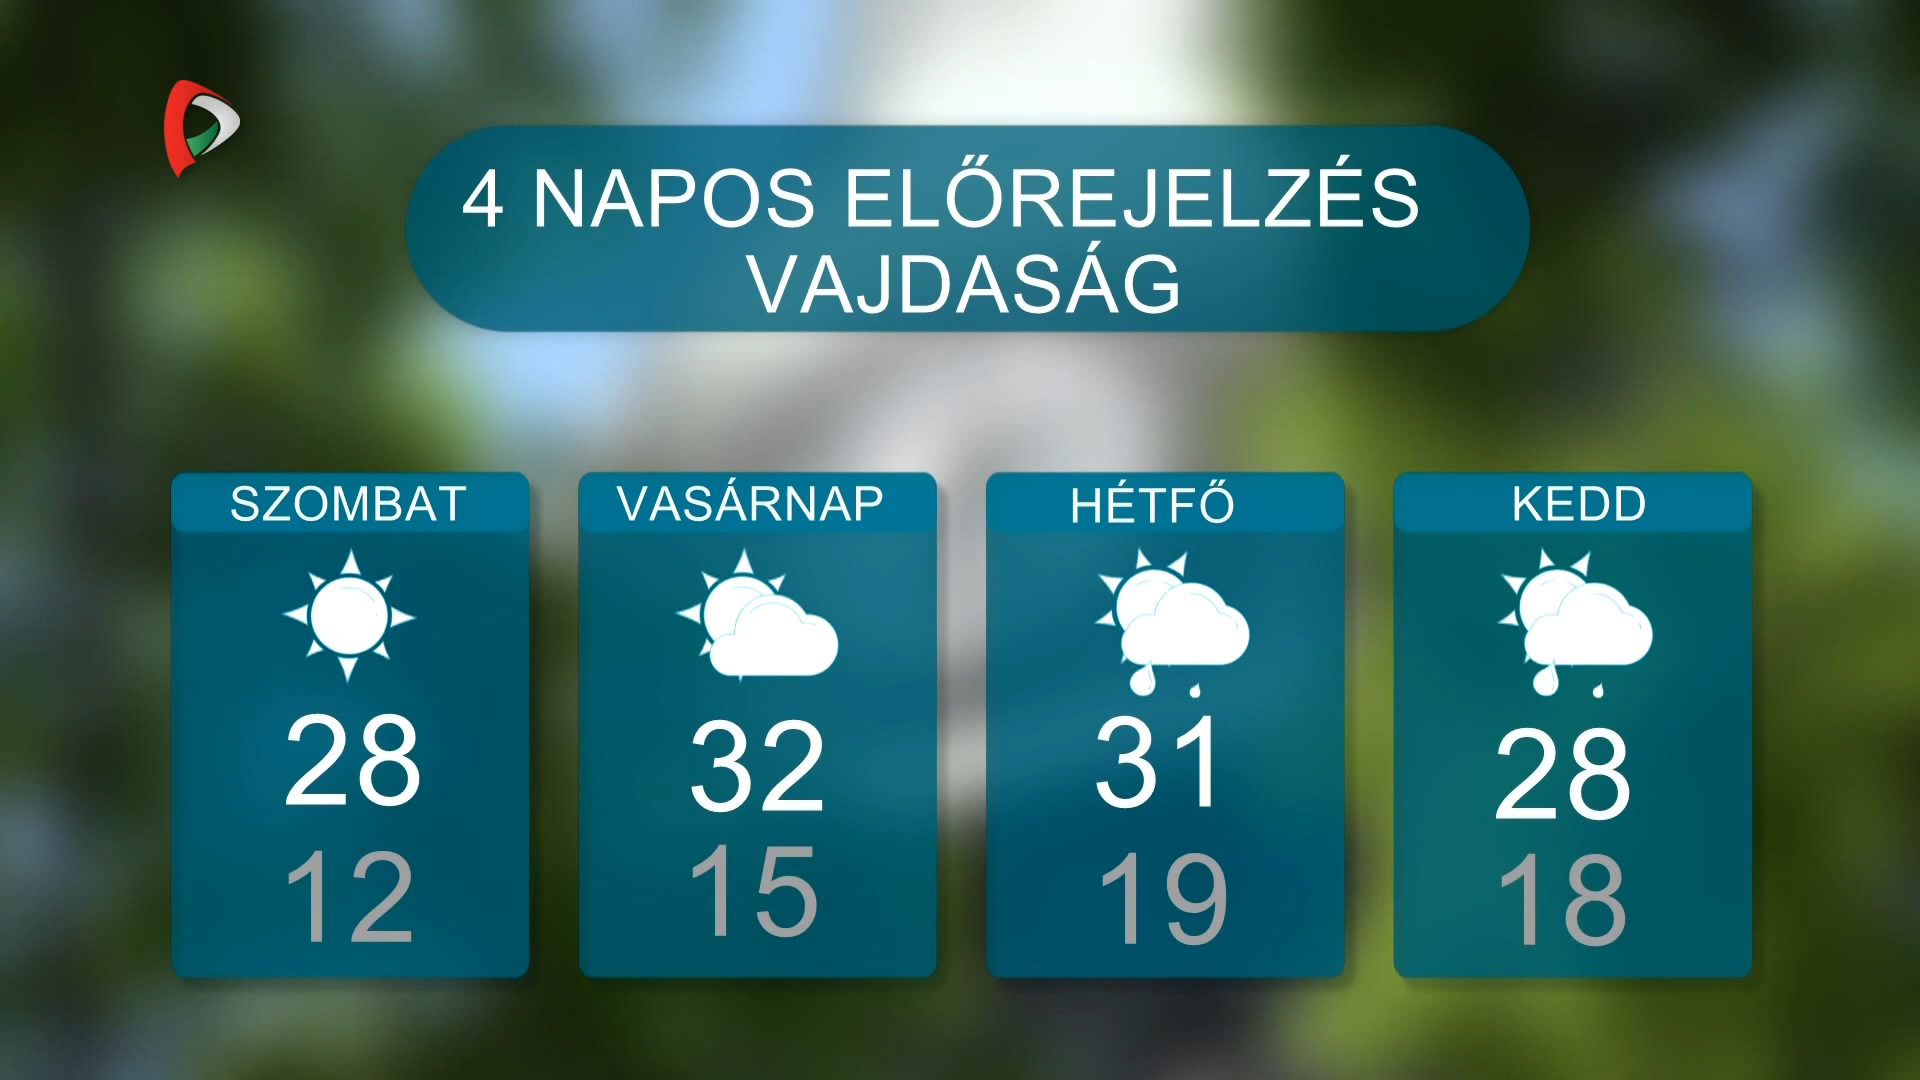 4 NAPOS ELŐREJELZÉS
VAJDASÁG
SZOMBAT
28
12
VASÁRNAP
32
15
HÉTFŐ
31
19
KEDD
28
18